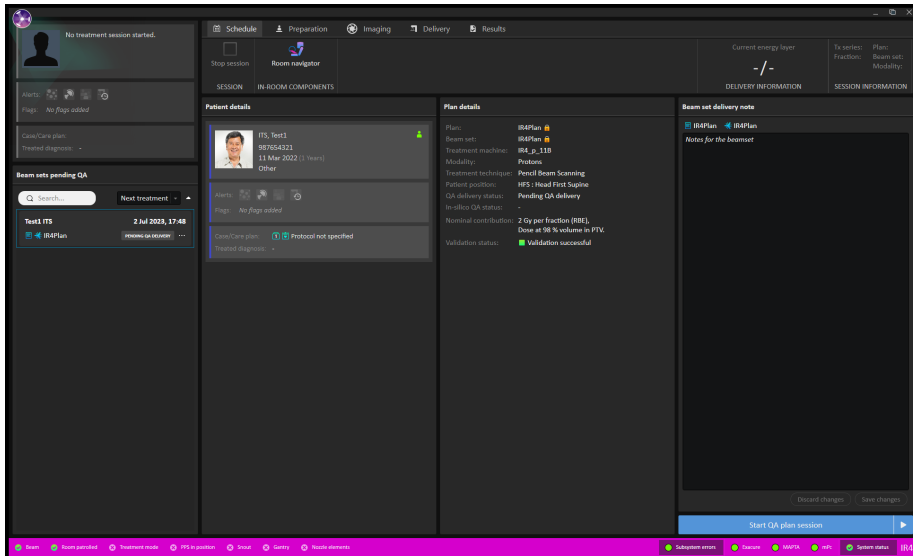 No treatment session started.
Alerts:
Flags: No flags added
Case/Care plan:
Treated diagnosis: -
Beam sets pending QA
Search...
Next treatment
Test1 ITS
2 Jul 2023, 17:48
IR4Plan
PENDING QA DELIVERY
Schedule
Preparation
Imaging
Delivery
Results
Stop session
Room navigator
SESSION
IN-ROOM COMPONENTS
Current energy layer
-/-
DELIVERY INFORMATION
Tx series:
Plan:
Fraction:
Beam set:
Modality:
SESSION INFORMATION
Patient details
ITS, Test1
987654321
11 Mar 2022 (1 Years)
Other
Alerts:
Flags: No flags added
Case/Care plan: 1 Protocol not specified
Treated diagnosis: -
Plan details
Plan: IR4Plan
Beam set: IR4Plan
Treatment machine: IR4_p_11B
Modality: Protons
Treatment technique: Pencil Beam Scanning
Patient position: HFS : Head First Supine
QA delivery status: Pending QA delivery
In-silico QA status: -
Nominal contribution: 2 Gy per fraction (RBE),
Dose at 98 % volume in PTV.
Validation status: Validation successful
Beam set delivery note
IR4Plan IR4Plan
Notes for the beamset
Discard changes
Save changes
Start QA plan session
Beam
Room patrolled
Treatment mode
PPS in position
Snout
Gantry
Nozzle elements
Subsystem errors
Exacure
MAPTA
mPs
System status
IR4